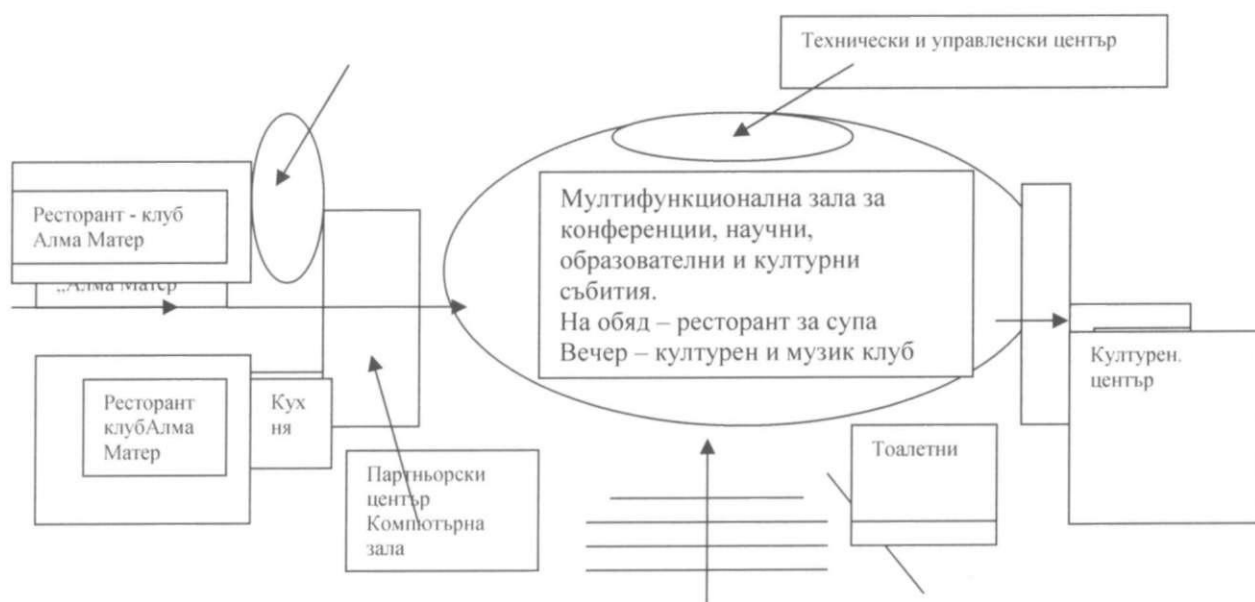 Технически и управленски център
Ресторант - клуб
Алма Матер
„Алма Матер
Мултифункционална зала за
конференции, научни,
образователни и културни
събития.
На обяд – ресторант за супа
Вечер – културен и музик клуб
Ресторант
клубАлма
Матер
Кух
ня
Партньорски
център
Компютърна
зала
Тоалетни
Културен.
център